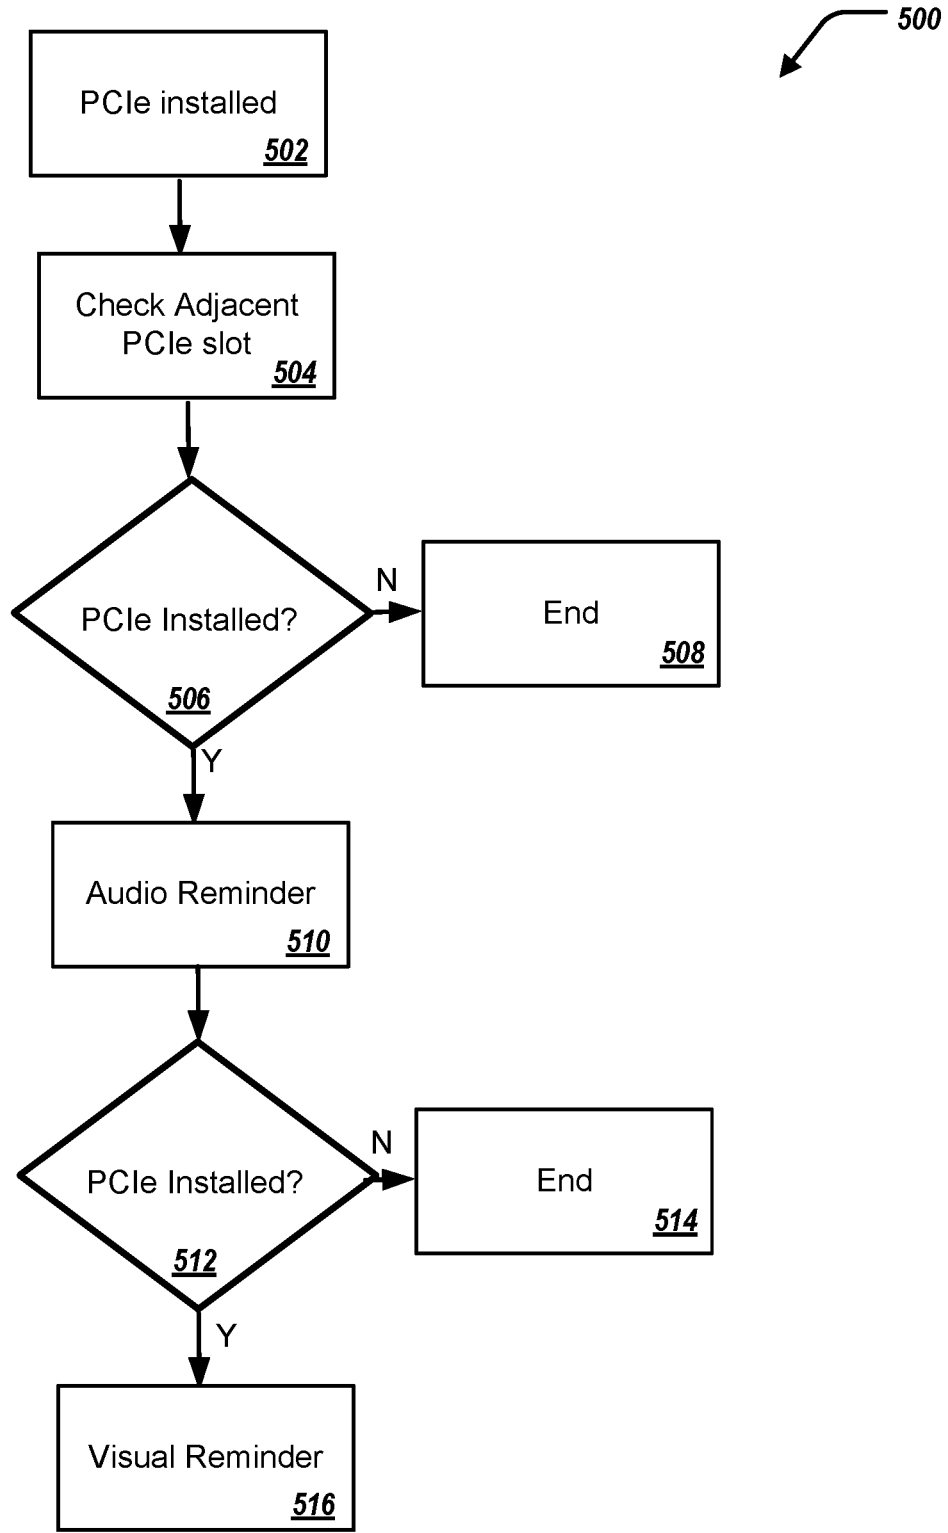 500
PCIe installed
502
Check Adjacent
PCIe slot
504
PCIe Installed?
506
N
End
508
Y
Audio Reminder
510
PCIe Installed?
512
N
End
514
Y
Visual Reminder
516